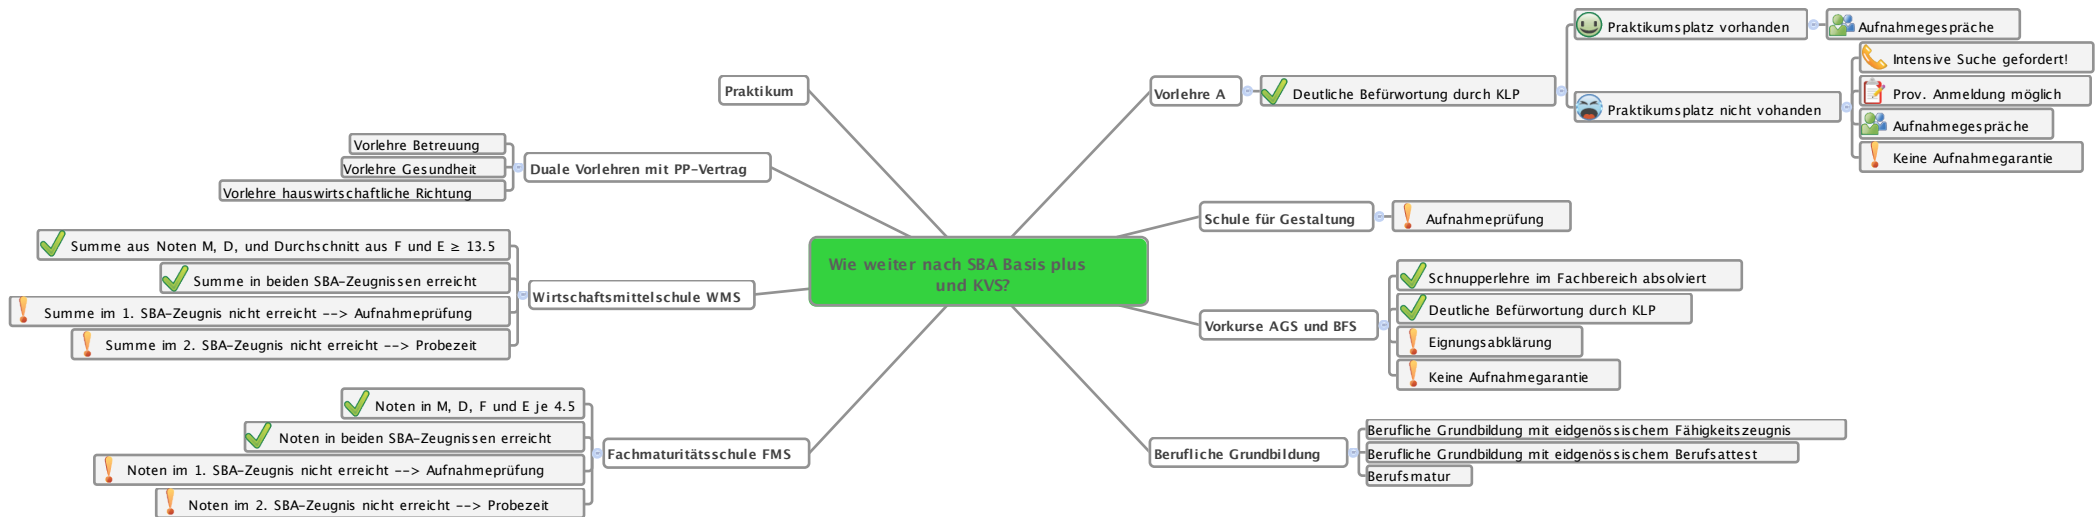 Wie weiter nach SBA Basis plus
und KVS?
Vorlehre A
Deutliche Befürwortung durch KLP
Praktikumsplatz vorhanden
Aufnahmegespräche
Praktikumsplatz nicht vohanden
Intensive Suche gefordert!
Prov. Anmeldung möglich
Aufnahmegespräche
Keine Aufnahmegarantie
Schule für Gestaltung
Aufnahmeprüfung
Vorkurse AGS und BFS
Schnupperlehre im Fachbereich absolviert
Deutliche Befürwortung durch KLP
Eignungsabklärung
Keine Aufnahmegarantie
Berufliche Grundbildung
Berufliche Grundbildung mit eidgenössischem Fähigkeitszeugnis
Berufliche Grundbildung mit eidgenössischem Berufsattest
Berufsmatur
Praktikum
Duale Vorlehren mit PP-Vertrag
Vorlehre Betreuung
Vorlehre Gesundheit
Vorlehre hauswirtschaftliche Richtung
Wirtschaftsmittelschule WMS
Summe aus Noten M, D, und Durchschnitt aus F und E ≥ 13.5
Summe in beiden SBA-Zeugnissen erreicht
Summe im 1. SBA-Zeugnis nicht erreicht --> Aufnahmeprüfung
Summe im 2. SBA-Zeugnis nicht erreicht --> Probezeit
Fachmaturitätsschule FMS
Noten in M, D, F und E je 4.5
Noten in beiden SBA-Zeugnissen erreicht
Noten im 1. SBA-Zeugnis nicht erreicht --> Aufnahmeprüfung
Noten im 2. SBA-Zeugnis nicht erreicht --> Probezeit